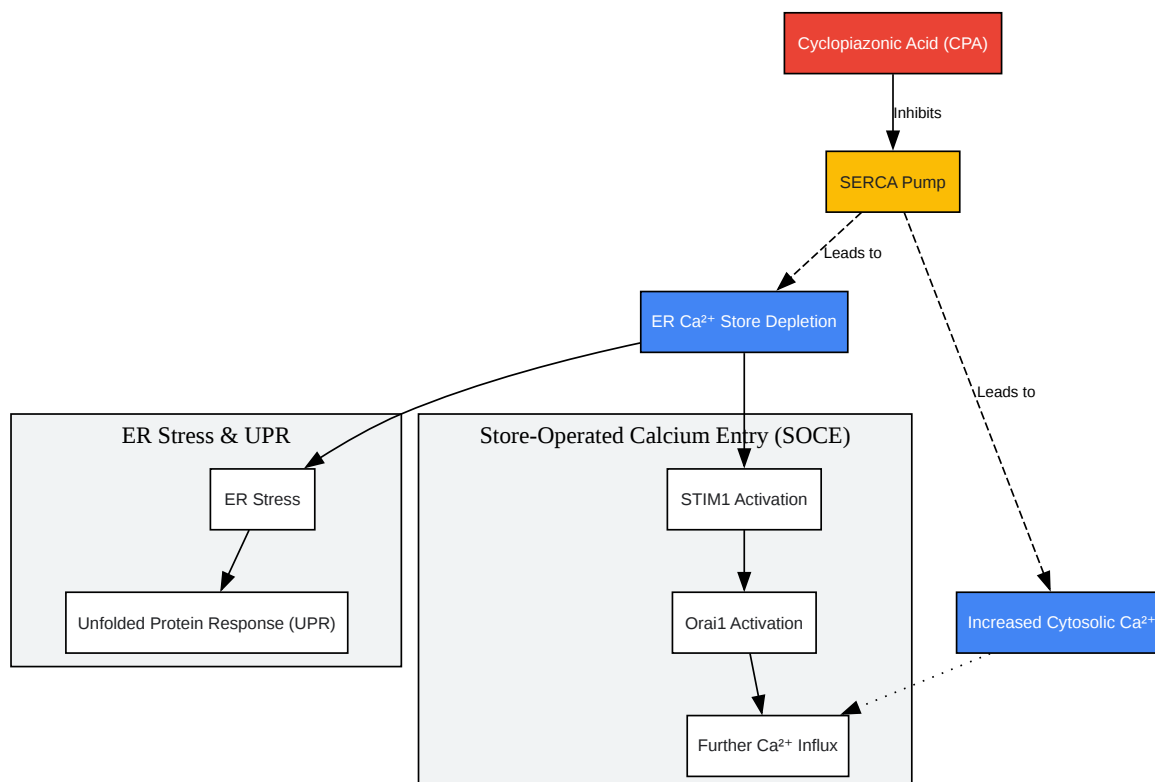 Cyclopiazonic Acid (CPA)
Inhibits
SERCA Pump
Leads to
ER Ca²⁺ Store Depletion
Leads to
ER Stress & UPR
Store-Operated Calcium Entry (SOCE)
ER Stress
STIM1 Activation
Unfolded Protein Response (UPR)
Orai1 Activation
Increased Cytosolic Ca²⁺
Further Ca²⁺ Influx